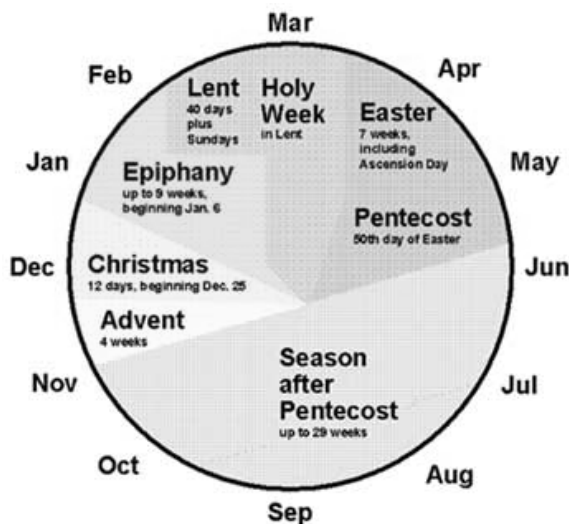 Mar
Feb
Apr
Jan
May
Dec
Jun
Nov
Jul
Oct
Aug
Sep
Lent
40 days
plus
Sundays
Holy
Week
in Lent
Easter
7 weeks,
including
Ascension Day
Epiphany
up to 9 weeks,
beginning Jan. 6
Pentecost
50th day of Easter
Christmas
12 days, beginning Dec. 25
Advent
4 weeks
Season
after
Pentecost
up to 29 weeks